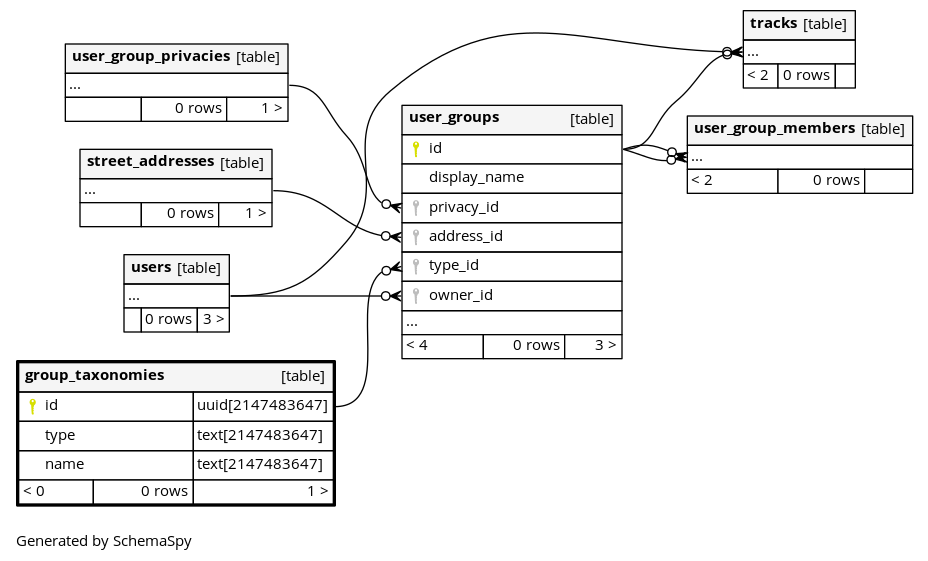 tracks [table]
...
< 2 0 rows
user_group_privacies [table]
...
0 rows 1 >
user_groups [table]
id
display_name
privacy_id
address_id
type_id
owner_id
...
< 4 0 rows 3 >
user_group_members [table]
...
< 2 0 rows
street_addresses [table]
...
0 rows 1 >
users [table]
...
0 rows 3 >
group_taxonomies [table]
id uuid[2147483647]
type text[2147483647]
name text[2147483647]
< 0 0 rows 1 >
Generated by SchemaSpy